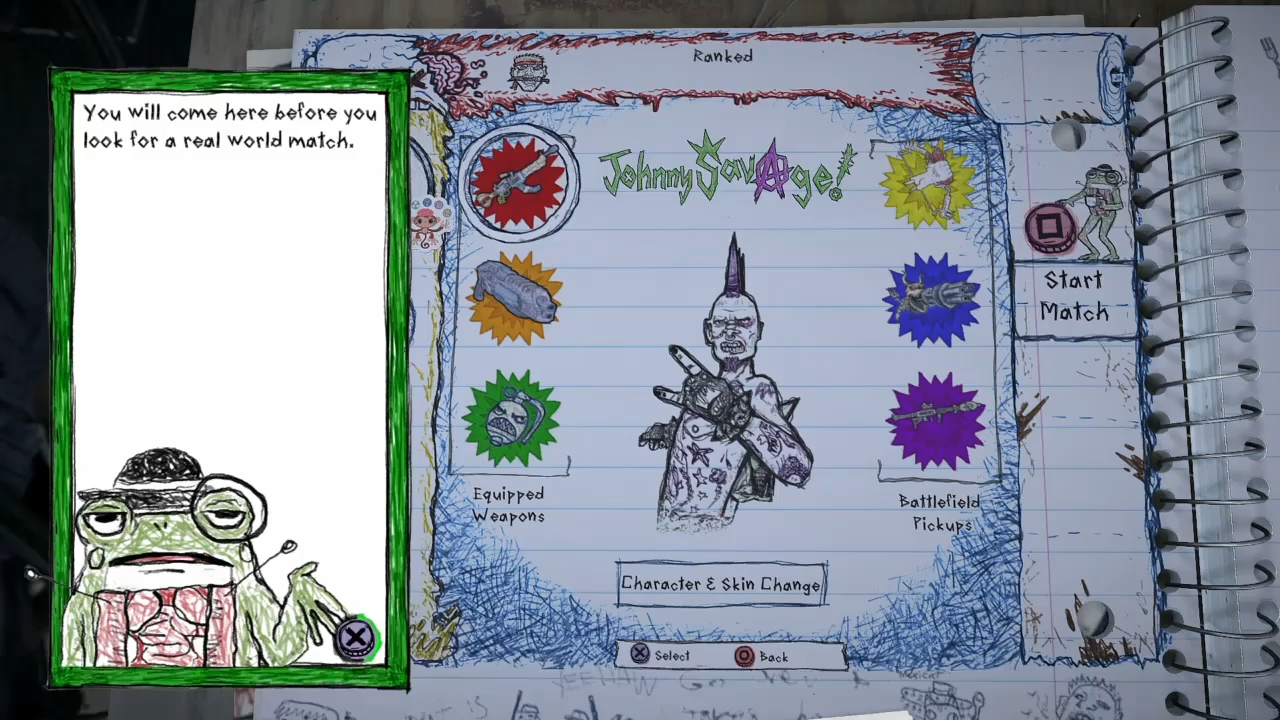 You will come here before you
look for a real world match.
Ranked
Johnny Savage!
Start
Match
Equipped
Weapons
Battlefield
Pickups
Character & Skin Change
Select
Back
YEEHAW